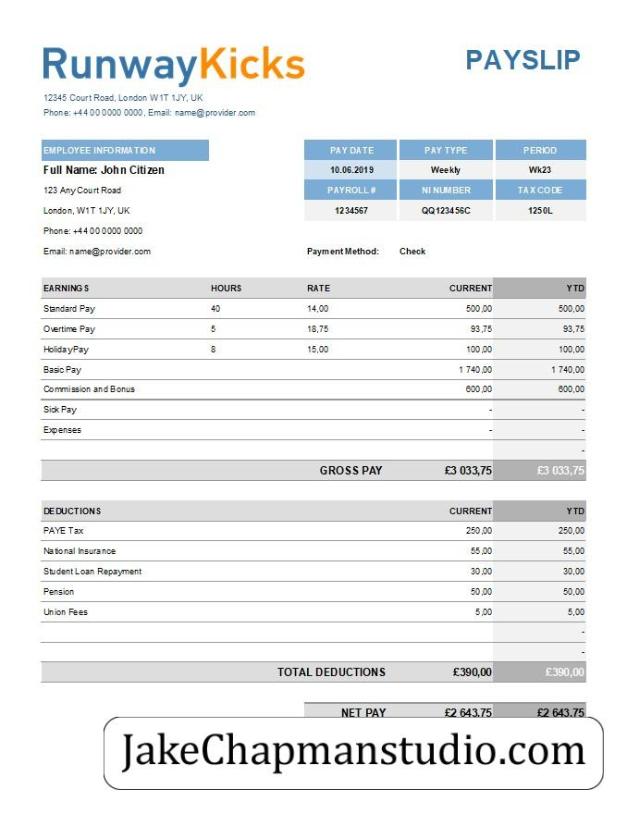 RunwayKicks
PAYSLIP
12345 Court Road, London W1T 1JY, UK
Phone: +44 00 0000 0000, Email: name@provider.com
EMPLOYEE INFORMATION PAY DATE PAY TYPE PERIOD
Full Name: John Citizen 10.06.2019 Weekly Wk23
123 Any Court Road PAYROLL # NI NUMBER TAX CODE
London, W1T 1JY, UK 1234567 QQ123456C 1250L
Phone: +44 00 0000 0000
Email: name@provider.com Payment Method: Check
EARNINGS HOURS RATE CURRENT YTD
Standard Pay 40 14,00 500,00 500,00
Overtime Pay 5 18,75 93,75 93,75
Holiday Pay 8 15,00 100,00 100,00
Basic Pay 1 740,00 1 740,00
Commission and Bonus 600,00 600,00
Sick Pay - -
Expenses - -
-
GROSS PAY £3 033,75 £3 033,75
DEDUCTIONS CURRENT YTD
PAYE Tax 250,00 250,00
National Insurance 55,00 55,00
Student Loan Repayment 30,00 30,00
Pension 50,00 50,00
Union Fees 5,00 5,00
-
-
TOTAL DEDUCTIONS £390,00 £390,00
NET PAY £2 643,75 £2 643,75
JakeChapmanstudio.com